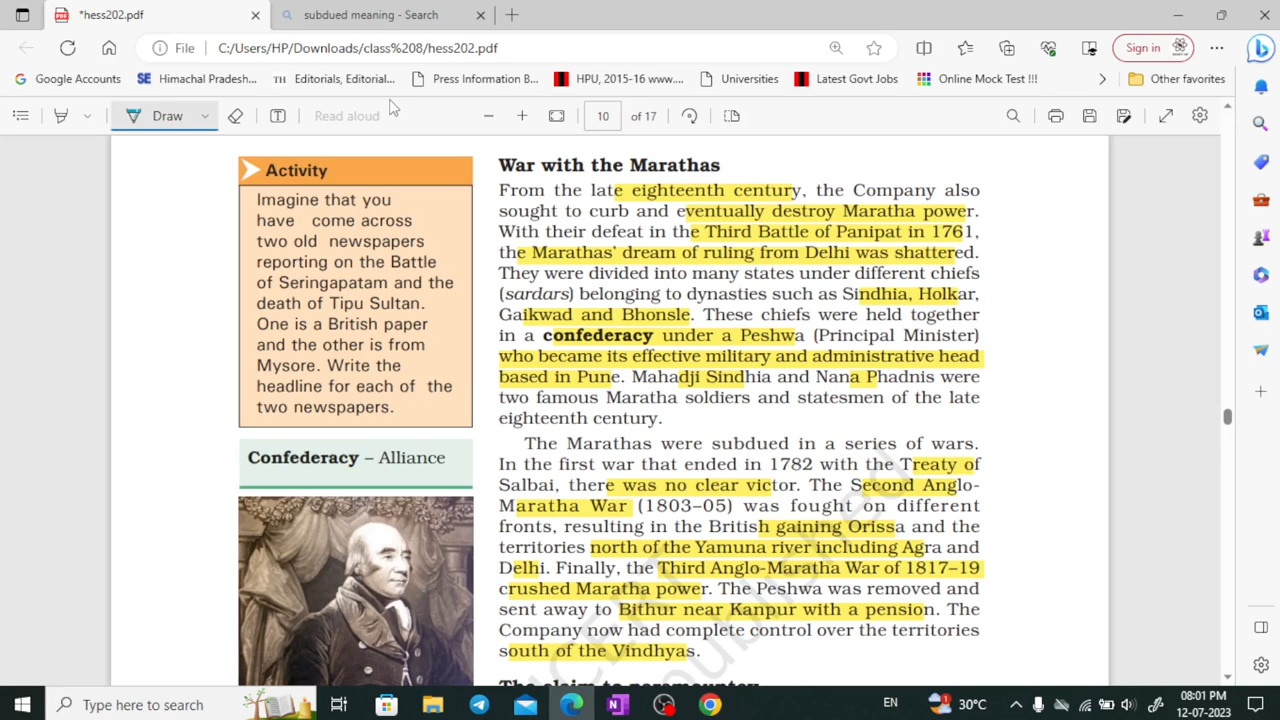 *hess202.pdf
subdued meaning - Search
File C:/Users/HP/Downloads/class%208/hess202.pdf
Sign in
Google Accounts
Himachal Pradesh...
TH Editorials, Editorial...
Press Information B...
HPU, 2015-16 www....
Universities
Latest Govt Jobs
Online Mock Test !!!
Other favorites
Draw
Read aloud
10 of 17
Activity
Imagine that you
have come across
two old newspapers
reporting on the Battle
of Seringapatam and the
death of Tipu Sultan.
One is a British paper
and the other is from
Mysore. Write the
headline for each of the
two newspapers.
Confederacy – Alliance
War with the Marathas
From the late eighteenth century, the Company also
sought to curb and eventually destroy Maratha power.
With their defeat in the Third Battle of Panipat in 1761,
the Marathas' dream of ruling from Delhi was shattered.
They were divided into many states under different chiefs
(sardars) belonging to dynasties such as Sindhia, Holkar,
Gaikwad and Bhonsle. These chiefs were held together
in a confederacy under a Peshwa (Principal Minister)
who became its effective military and administrative head
based in Pune. Mahadji Sindhia and Nana Phadnis were
two famous Maratha soldiers and statesmen of the late
eighteenth century.
The Marathas were subdued in a series of wars.
In the first war that ended in 1782 with the Treaty of
Salbai, there was no clear victor. The Second Anglo-
Maratha War (1803–05) was fought on different
fronts, resulting in the British gaining Orissa and the
territories north of the Yamuna river including Agra and
Delhi. Finally, the Third Anglo-Maratha War of 1817–19
crushed Maratha power. The Peshwa was removed and
sent away to Bithur near Kanpur with a pension. The
Company now had complete control over the territories
south of the Vindhyas.
The claim to paramountcy
Type here to search
30°C
EN
08:01 PM
12-07-2023